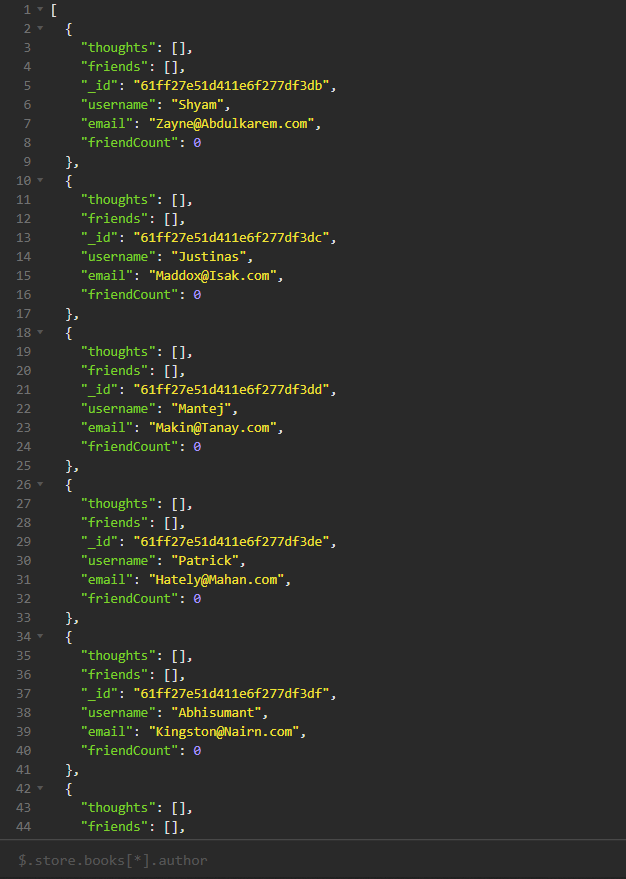 1 [
2 {
3 "thoughts": [],
4 "friends": [],
5 "_id": "61ff27e51d411e6f277df3db",
6 "username": "Shyam",
7 "email": "Zayne@Abdulkarem.com",
8 "friendCount": 0
9 },
10 {
11 "thoughts": [],
12 "friends": [],
13 "_id": "61ff27e51d411e6f277df3dc",
14 "username": "Justinas",
15 "email": "Maddox@Isak.com",
16 "friendCount": 0
17 },
18 {
19 "thoughts": [],
20 "friends": [],
21 "_id": "61ff27e51d411e6f277df3dd",
22 "username": "Mantej",
23 "email": "Makin@Tanay.com",
24 "friendCount": 0
25 },
26 {
27 "thoughts": [],
28 "friends": [],
29 "_id": "61ff27e51d411e6f277df3de",
30 "username": "Patrick",
31 "email": "Hately@Mahan.com",
32 "friendCount": 0
33 },
34 {
35 "thoughts": [],
36 "friends": [],
37 "_id": "61ff27e51d411e6f277df3df",
38 "username": "Abhisumant",
39 "email": "Kingston@Nairn.com",
40 "friendCount": 0
41 },
42 {
43 "thoughts": [],
44 "friends": [],
$.store.books[*].author